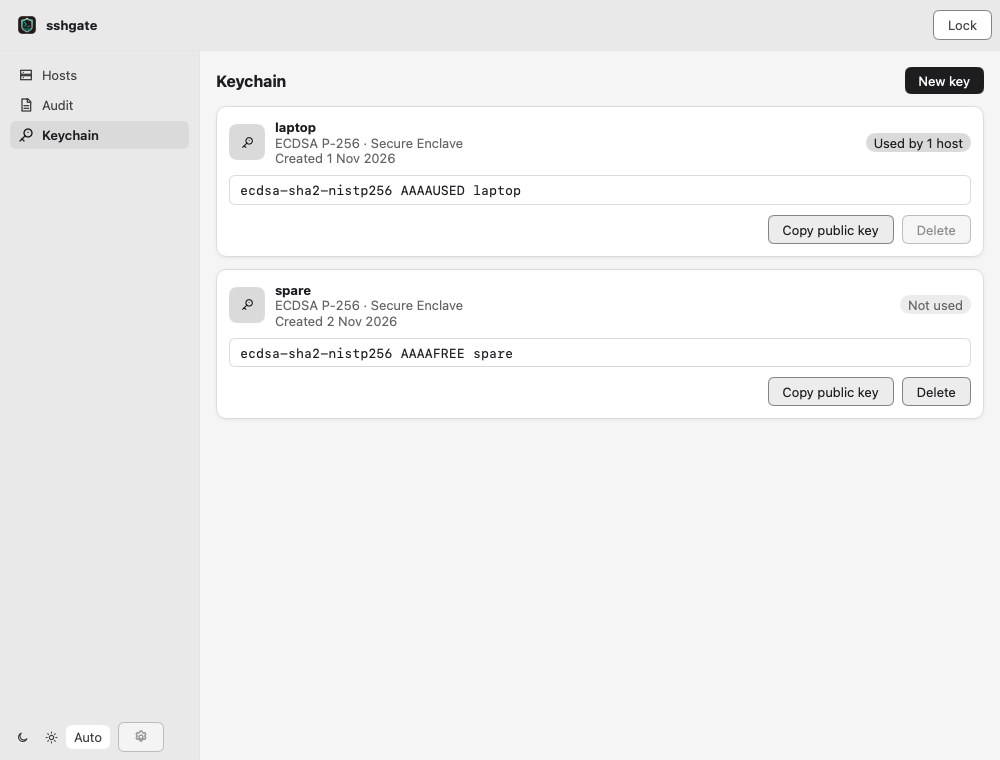 sshgate
Lock
Hosts
Audit
Keychain
Keychain
New key
laptop
ECDSA P-256 · Secure Enclave
Created 1 Nov 2026
Used by 1 host
ecdsa-sha2-nistp256 AAAAUSED laptop
Copy public key
Delete
spare
ECDSA P-256 · Secure Enclave
Created 2 Nov 2026
Not used
ecdsa-sha2-nistp256 AAAAFREE spare
Copy public key
Delete
Auto